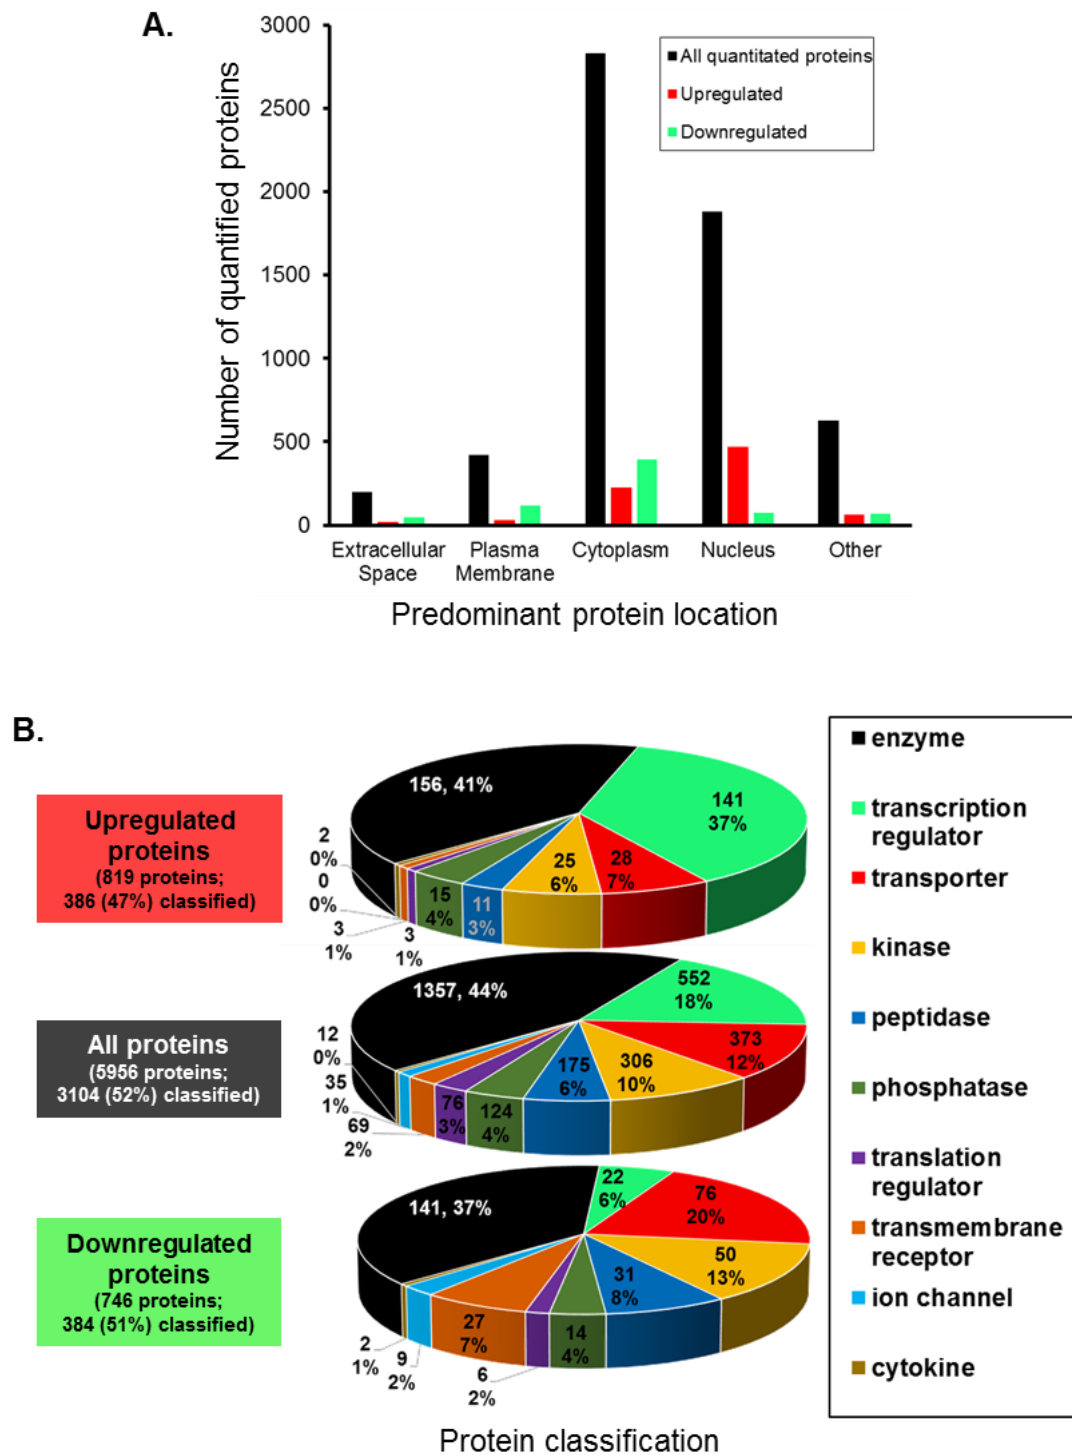 A.
Number of quantified proteins
3000
2500
2000
1500
1000
500
0
All quantitated proteins
Upregulated
Downregulated
Extracellular
Space
Plasma
Membrane
Cytoplasm
Nucleus
Other
Predominant protein location
B.
Upregulated
proteins
(819 proteins;
386 (47%) classified)
156, 41%
141
37%
28
7%
25
6%
11
3%
15
4%
3
1%
3
1%
0
0%
2
0%
All proteins
(5956 proteins;
3104 (52%) classified)
1357, 44%
552
18%
373
12%
306
10%
175
6%
124
4%
76
3%
69
2%
35
1%
12
0%
Downregulated
proteins
(746 proteins;
384 (51%) classified)
141, 37%
22
6%
76
20%
50
13%
31
8%
14
4%
6
2%
27
7%
9
2%
2
1%
enzyme
transcription
regulator
transporter
kinase
peptidase
phosphatase
translation
regulator
transmembrane
receptor
ion channel
cytokine
Protein classification